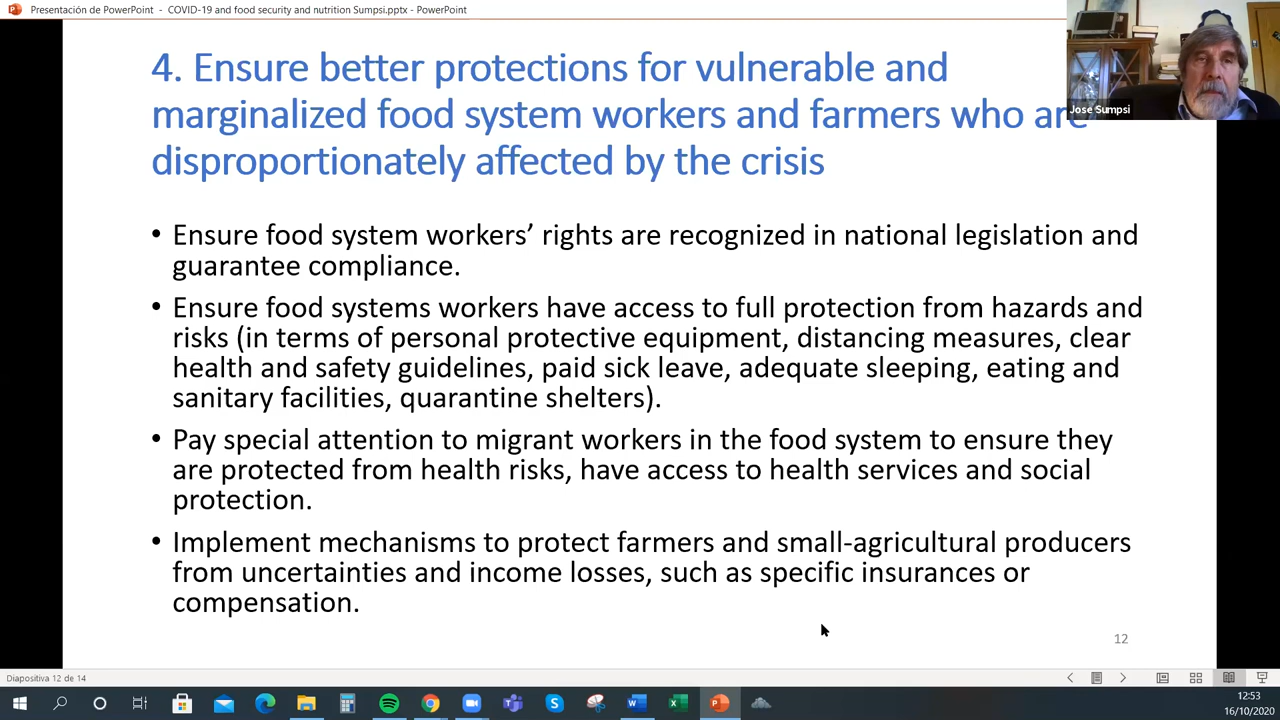 Presentación de PowerPoint - COVID-19 and food security and nutrition Sumpsi.pptx - PowerPoint
4. Ensure better protections for vulnerable and
marginalized food system workers and farmers who are
disproportionately affected by the crisis
Jose Sumpsi
• Ensure food system workers’ rights are recognized in national legislation and
guarantee compliance.
• Ensure food systems workers have access to full protection from hazards and
risks (in terms of personal protective equipment, distancing measures, clear
health and safety guidelines, paid sick leave, adequate sleeping, eating and
sanitary facilities, quarantine shelters).
• Pay special attention to migrant workers in the food system to ensure they
are protected from health risks, have access to health services and social
protection.
• Implement mechanisms to protect farmers and small-agricultural producers
from uncertainties and income losses, such as specific insurances or
compensation.
12
Diapositiva 12 de 14
12:53
16/10/2020